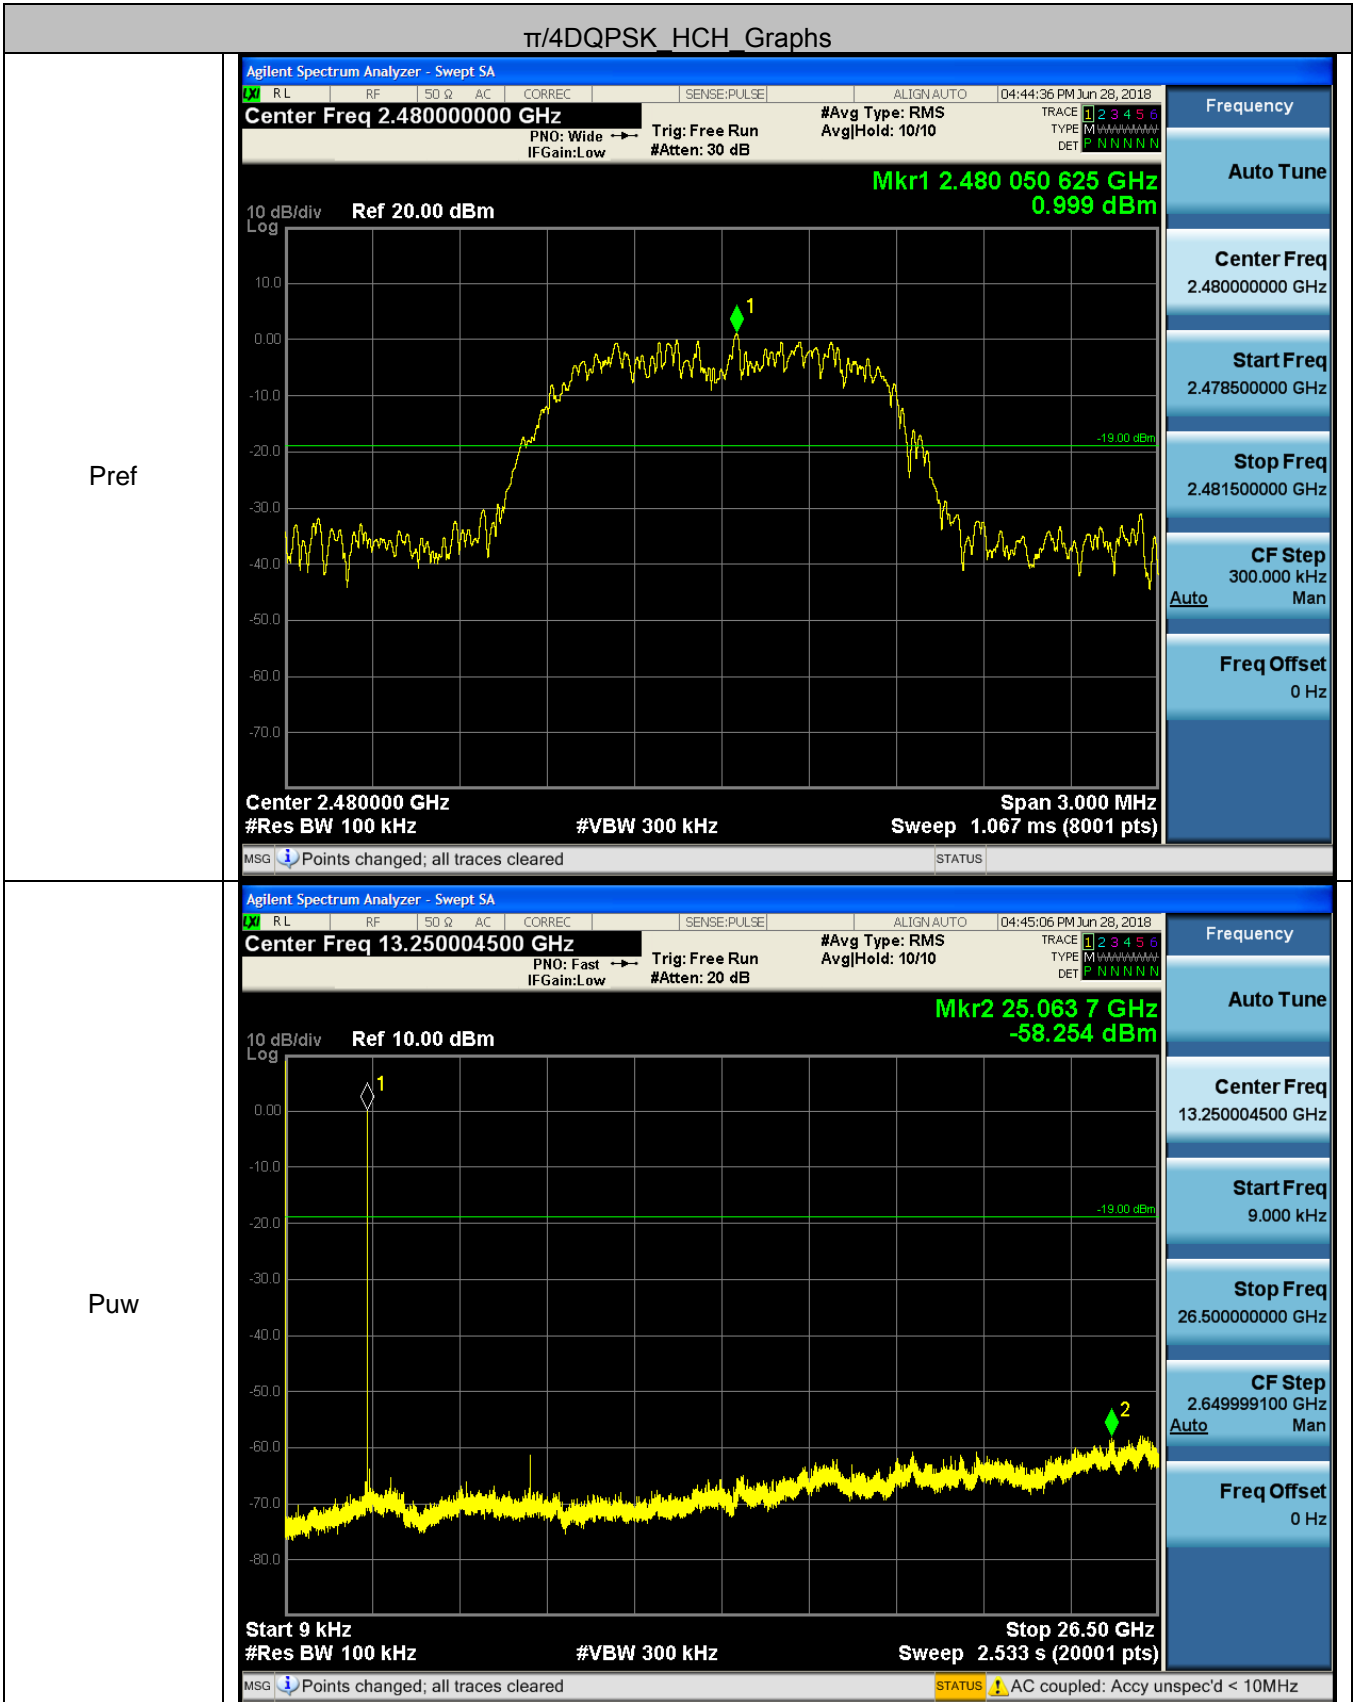 π/4DQPSK_HCH_Graphs
Pref
Agilent Spectrum Analyzer - Swept SA
LXI RL RF 50 Ω AC CORREC SENSE:PULSE ALIGN AUTO 04:44:36 PM Jun 28, 2018
Center Freq 2.480000000 GHz
PNO: Wide
IFGain:Low
Trig: Free Run
#Atten: 30 dB
#Avg Type: RMS
Avg|Hold: 10/10
TRACE 1 2 3 4 5 6
TYPE M
DET P N N N N N
Mkr1 2.480 050 625 GHz
0.999 dBm
10 dB/div Ref 20.00 dBm
Log
10.0
1
0.00
-10.0
-19.00 dBm
-20.0
-30.0
-40.0
-50.0
-60.0
-70.0
Center 2.480000 GHz Span 3.000 MHz
#Res BW 100 kHz #VBW 300 kHz Sweep 1.067 ms (8001 pts)
MSG Points changed; all traces cleared STATUS
Frequency
Auto Tune
Center Freq
2.480000000 GHz
Start Freq
2.478500000 GHz
Stop Freq
2.481500000 GHz
CF Step
300.000 kHz
Auto Man
Freq Offset
0 Hz
Puw
Agilent Spectrum Analyzer - Swept SA
LXI RL RF 50 Ω AC CORREC SENSE:PULSE ALIGN AUTO 04:45:06 PM Jun 28, 2018
Center Freq 13.250004500 GHz
PNO: Fast
IFGain:Low
Trig: Free Run
#Atten: 20 dB
#Avg Type: RMS
Avg|Hold: 10/10
TRACE 1 2 3 4 5 6
TYPE M
DET P N N N N N
Mkr2 25.063 7 GHz
-58.254 dBm
10 dB/div Ref 10.00 dBm
Log
1
0.00
-10.0
-19.00 dBm
-20.0
-30.0
-40.0
-50.0
2
-60.0
-70.0
-80.0
Start 9 kHz Stop 26.50 GHz
#Res BW 100 kHz #VBW 300 kHz Sweep 2.533 s (20001 pts)
MSG Points changed; all traces cleared STATUS AC coupled: Accy unspec'd < 10MHz
Frequency
Auto Tune
Center Freq
13.250004500 GHz
Start Freq
9.000 kHz
Stop Freq
26.500000000 GHz
CF Step
2.649999100 GHz
Auto Man
Freq Offset
0 Hz